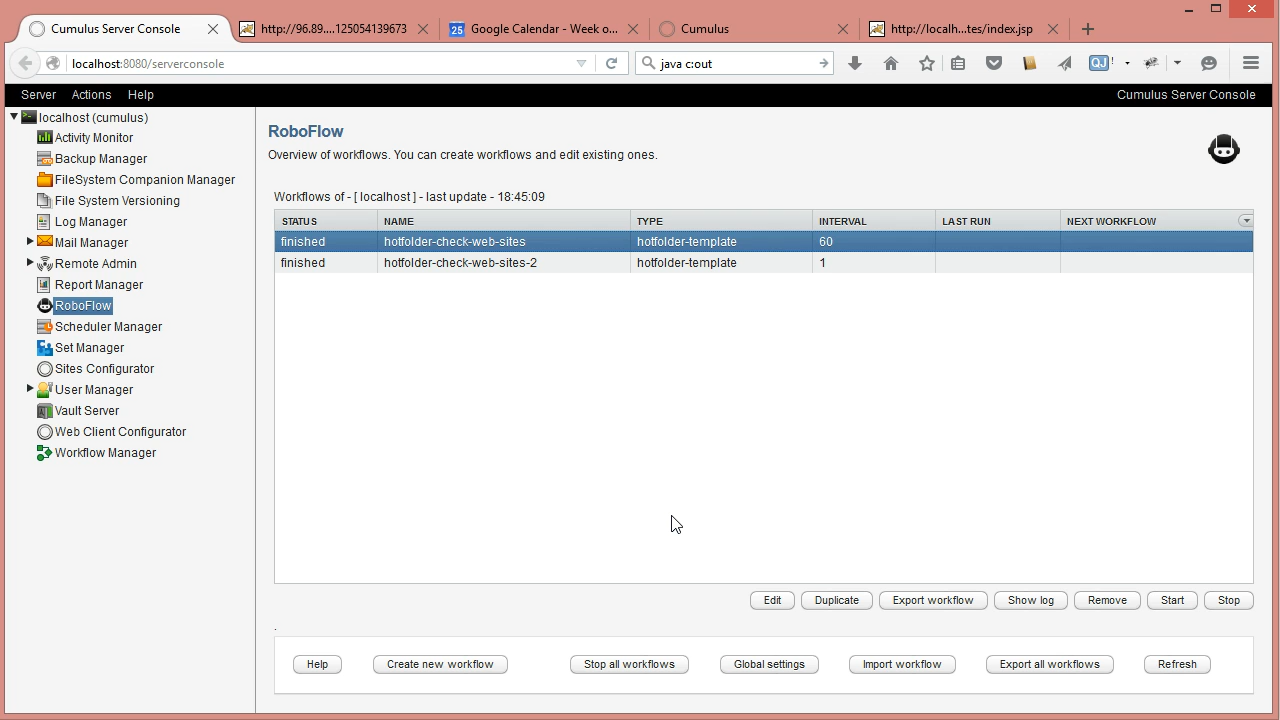 Cumulus Server Console
http://96.89....125054139673
25 Google Calendar - Week o...
Cumulus
http://localh...tes/index.jsp
localhost:8080/serverconsole
java c:out
QJ !
Server Actions Help
Cumulus Server Console
localhost (cumulus)
Activity Monitor
Backup Manager
FileSystem Companion Manager
File System Versioning
Log Manager
Mail Manager
Remote Admin
Report Manager
RoboFlow
Scheduler Manager
Set Manager
Sites Configurator
User Manager
Vault Server
Web Client Configurator
Workflow Manager
RoboFlow
Overview of workflows. You can create workflows and edit existing ones.
Workflows of - [ localhost ] - last update - 18:45:09
STATUS NAME TYPE INTERVAL LAST RUN NEXT WORKFLOW
finished hotfolder-check-web-sites hotfolder-template 60
finished hotfolder-check-web-sites-2 hotfolder-template 1
Edit Duplicate Export workflow Show log Remove Start Stop
.
Help Create new workflow Stop all workflows Global settings Import workflow Export all workflows Refresh